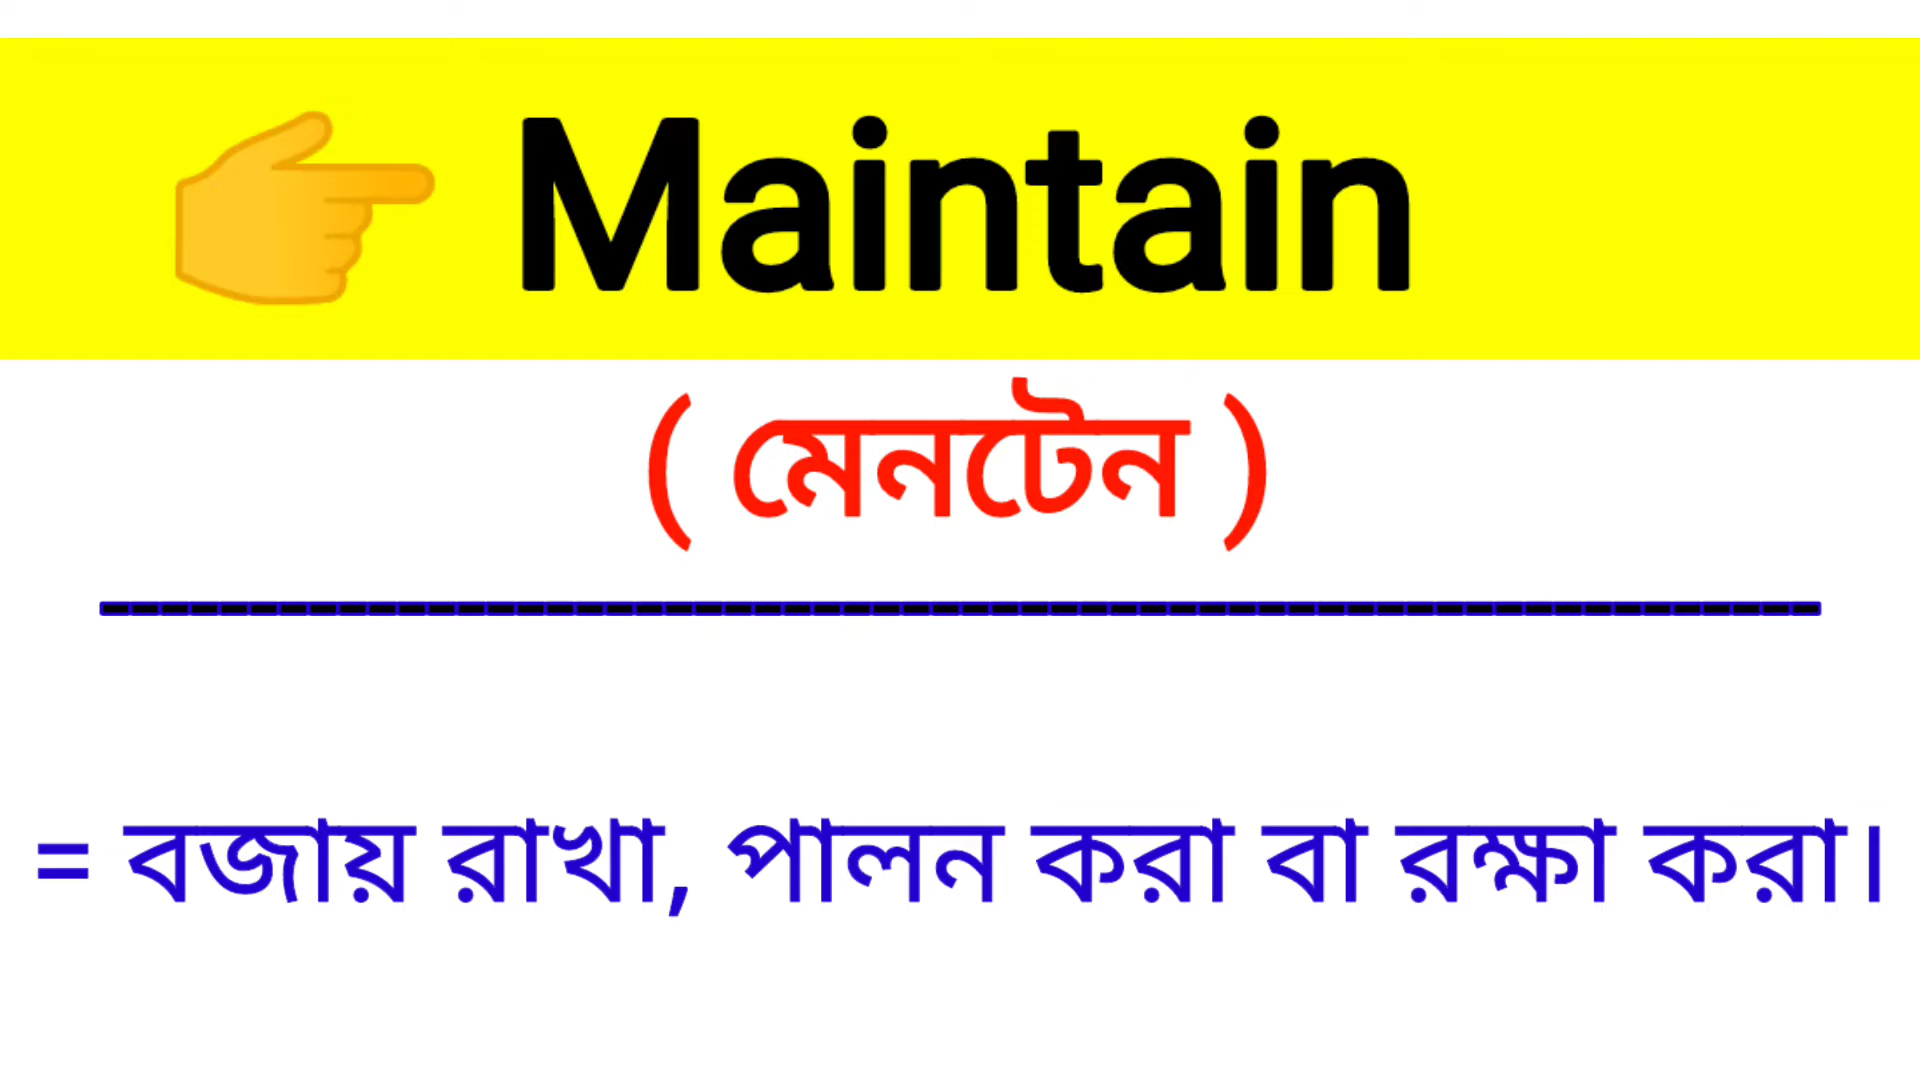 👉 Maintain
( মেনটেন )
----------------------------------------------------------
= বজায় রাখা, পালন করা বা রক্ষা করা।